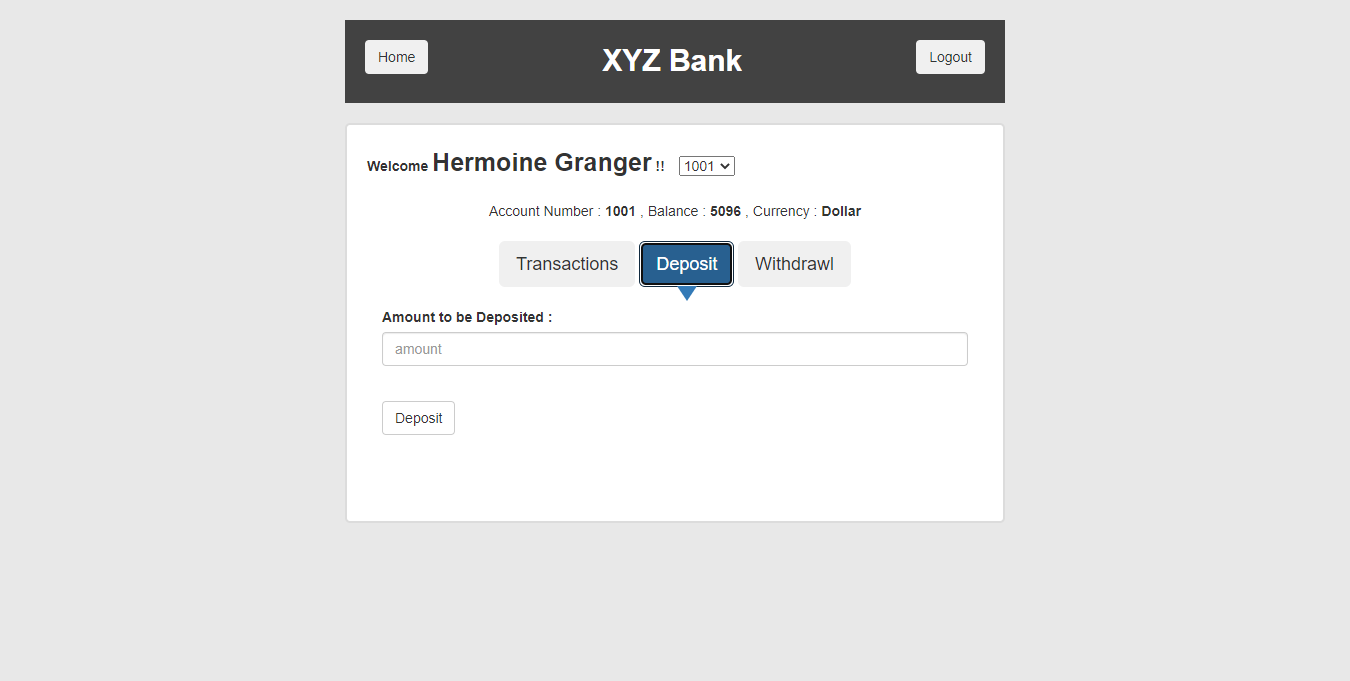 Home XYZ Bank Logout
Welcome Hermoine Granger !! 1001
Account Number : 1001 , Balance : 5096 , Currency : Dollar
Transactions Deposit Withdrawl
Amount to be Deposited :
amount
Deposit